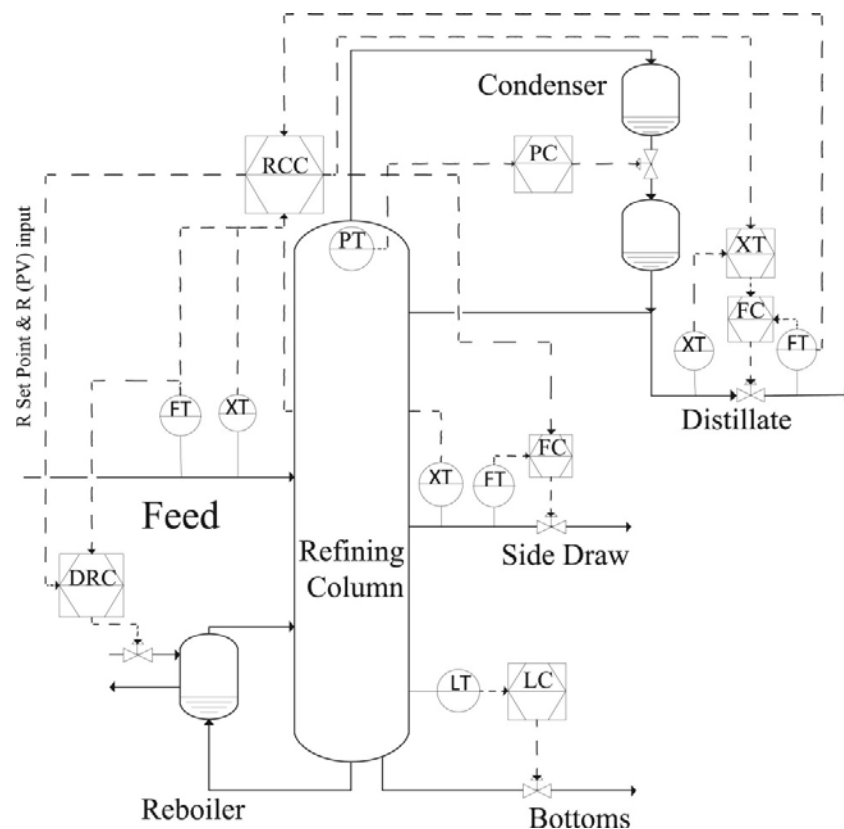 Condenser
RCC
PC
R Set Point & R (PV) input
PT
XT
FC
XT
FT
Distillate
FT
XT
FC
XT
FT
Feed
Side Draw
Refining
Column
DRC
LT
LC
Reboiler
Bottoms